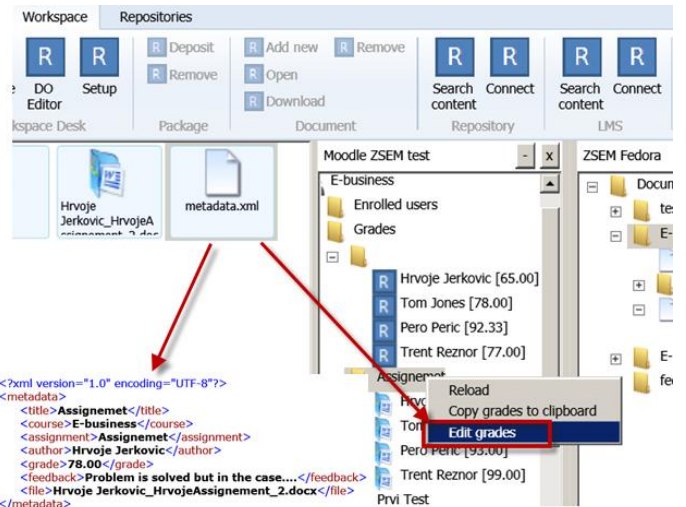 Workspace Repositories
R R R Deposit R Add new R Remove R R R R
DO Editor Setup R Remove R Open Search content Connect Search content Connect
R Download
Package Document Repository LMS
Moodle ZSEM test - x ZSEM Fedora
Hrvoje
Jerkovic_HrvojeA
metadata.xml
E-business
Enrolled users
Grades
R Hrvoje Jerkovic [65.00]
R Tom Jones [78.00]
R Pero Peric [92.33]
R Trent Reznor [77.00]
Assignemet
Pero Peric [93.00]
Trent Reznor [99.00]
Prvi Test
Reload
Copy grades to clipboard
Edit grades
<?xml version="1.0" encoding="UTF-8"?>
<metadata>
<title>Assignemet</title>
<course>E-business</course>
<assignment>Assignemet</assignment>
<author>Hrvoje Jerkovic</author>
<grade>78.00</grade>
<feedback>Problem is solved but in the case....</feedback>
<file>Hrvoje Jerkovic_HrvojeAssignement_2.docx</file>
</metadata>